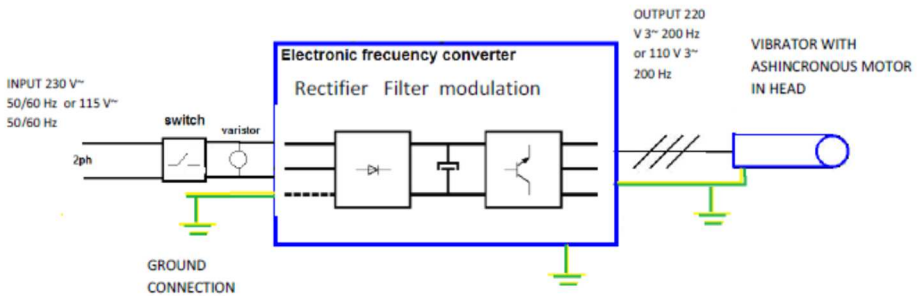 INPUT 230 V~
50/60 Hz or 115 V~
50/60 Hz
2ph
switch
varistor
GROUND
CONNECTION
Electronic frecuency converter
Rectifier Filter modulation
OUTPUT 220
V 3~ 200 Hz
or 110 V 3~
200 Hz
VIBRATOR WITH
ASHINCRONOUS MOTOR
IN HEAD